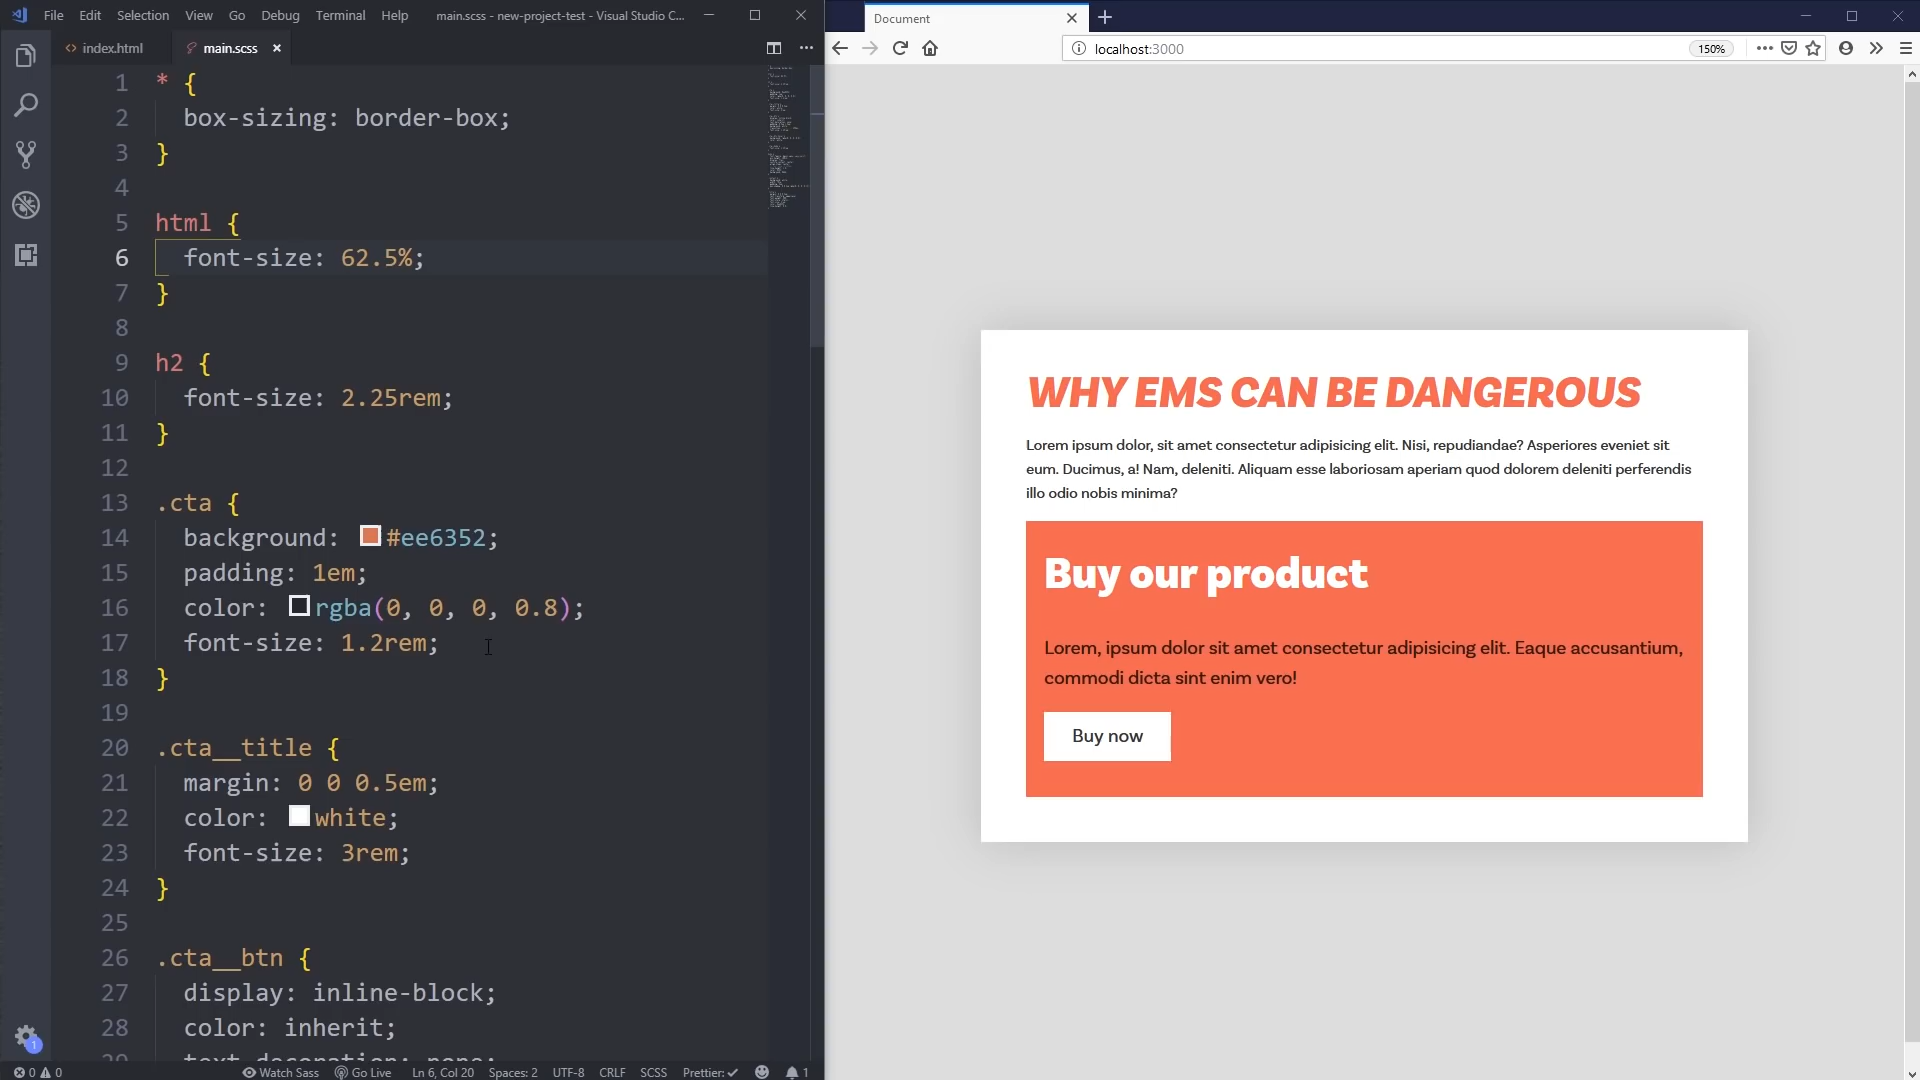 File Edit Selection View Go Debug Terminal Help main.scss - new-project-test - Visual Studio C...
index.html main.scss
1 * {
2 box-sizing: border-box;
3 }
4
5 html {
6 font-size: 62.5%;
7 }
8
9 h2 {
10 font-size: 2.25rem;
11 }
12
13 .cta {
14 background: #ee6352;
15 padding: 1em;
16 color: rgba(0, 0, 0, 0.8);
17 font-size: 1.2rem;
18 }
19
20 .cta__title {
21 margin: 0 0 0.5em;
22 color: white;
23 font-size: 3rem;
24 }
25
26 .cta__btn {
27 display: inline-block;
28 color: inherit;
29 text-decoration: none;
0 0 Watch Sass Go Live Ln 6, Col 20 Spaces: 2 UTF-8 CRLF SCSS Prettier: 1
1
Document
localhost:3000 150%
WHY EMS CAN BE DANGEROUS
Lorem ipsum dolor, sit amet consectetur adipisicing elit. Nisi, repudiandae? Asperiores eveniet sit
eum. Ducimus, a! Nam, deleniti. Aliquam esse laboriosam aperiam quod dolorem deleniti perferendis
illo odio nobis minima?
Buy our product
Lorem, ipsum dolor sit amet consectetur adipisicing elit. Eaque accusantium,
commodi dicta sint enim vero!
Buy now